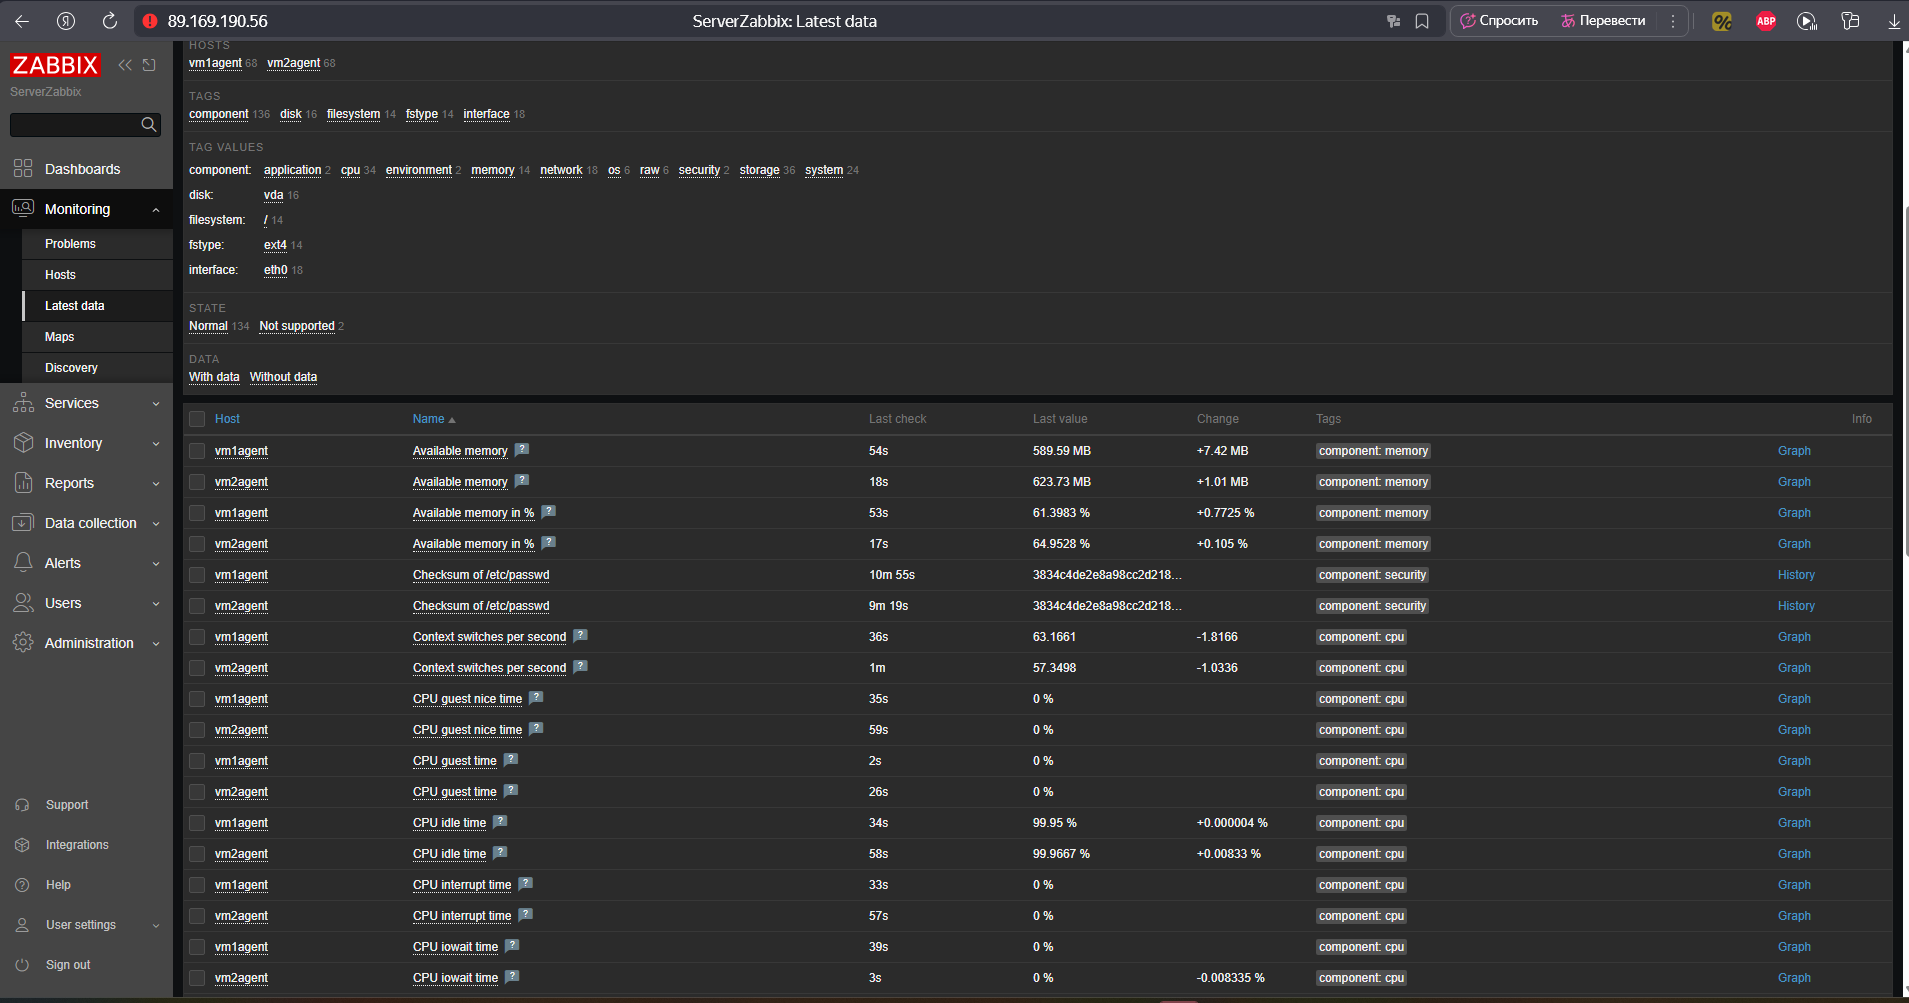 89.169.190.56
ServerZabbix: Latest data
Спросить
Перевести
%
ABP
ZABBIX
ServerZabbix
Dashboards
Monitoring
Problems
Hosts
Latest data
Maps
Discovery
Services
Inventory
Reports
Data collection
Alerts
Users
Administration
Support
Integrations
Help
User settings
Sign out
HOSTS
vm1agent 68 vm2agent 68
TAGS
component 136 disk 16 filesystem 14 fstype 14 interface 18
TAG VALUES
component: application 2 cpu 34 environment 2 memory 14 network 18 os 6 raw 6 security 2 storage 36 system 24
disk: vda 16
filesystem: / 14
fstype: ext4 14
interface: eth0 18
STATE
Normal 134 Not supported 2
DATA
With data Without data
Host Name Last check Last value Change Tags Info
vm1agent Available memory ? 54s 589.59 MB +7.42 MB component: memory Graph
vm2agent Available memory ? 18s 623.73 MB +1.01 MB component: memory Graph
vm1agent Available memory in % ? 53s 61.3983 % +0.7725 % component: memory Graph
vm2agent Available memory in % ? 17s 64.9528 % +0.105 % component: memory Graph
vm1agent Checksum of /etc/passwd 10m 55s 3834c4de2e8a98cc2d218... component: security History
vm2agent Checksum of /etc/passwd 9m 19s 3834c4de2e8a98cc2d218... component: security History
vm1agent Context switches per second ? 36s 63.1661 -1.8166 component: cpu Graph
vm2agent Context switches per second ? 1m 57.3498 -1.0336 component: cpu Graph
vm1agent CPU guest nice time ? 35s 0 % component: cpu Graph
vm2agent CPU guest nice time ? 59s 0 % component: cpu Graph
vm1agent CPU guest time ? 2s 0 % component: cpu Graph
vm2agent CPU guest time ? 26s 0 % component: cpu Graph
vm1agent CPU idle time ? 34s 99.95 % +0.000004 % component: cpu Graph
vm2agent CPU idle time ? 58s 99.9667 % +0.00833 % component: cpu Graph
vm1agent CPU interrupt time ? 33s 0 % component: cpu Graph
vm2agent CPU interrupt time ? 57s 0 % component: cpu Graph
vm1agent CPU iowait time ? 39s 0 % component: cpu Graph
vm2agent CPU iowait time ? 3s 0 % -0.008335 % component: cpu Graph